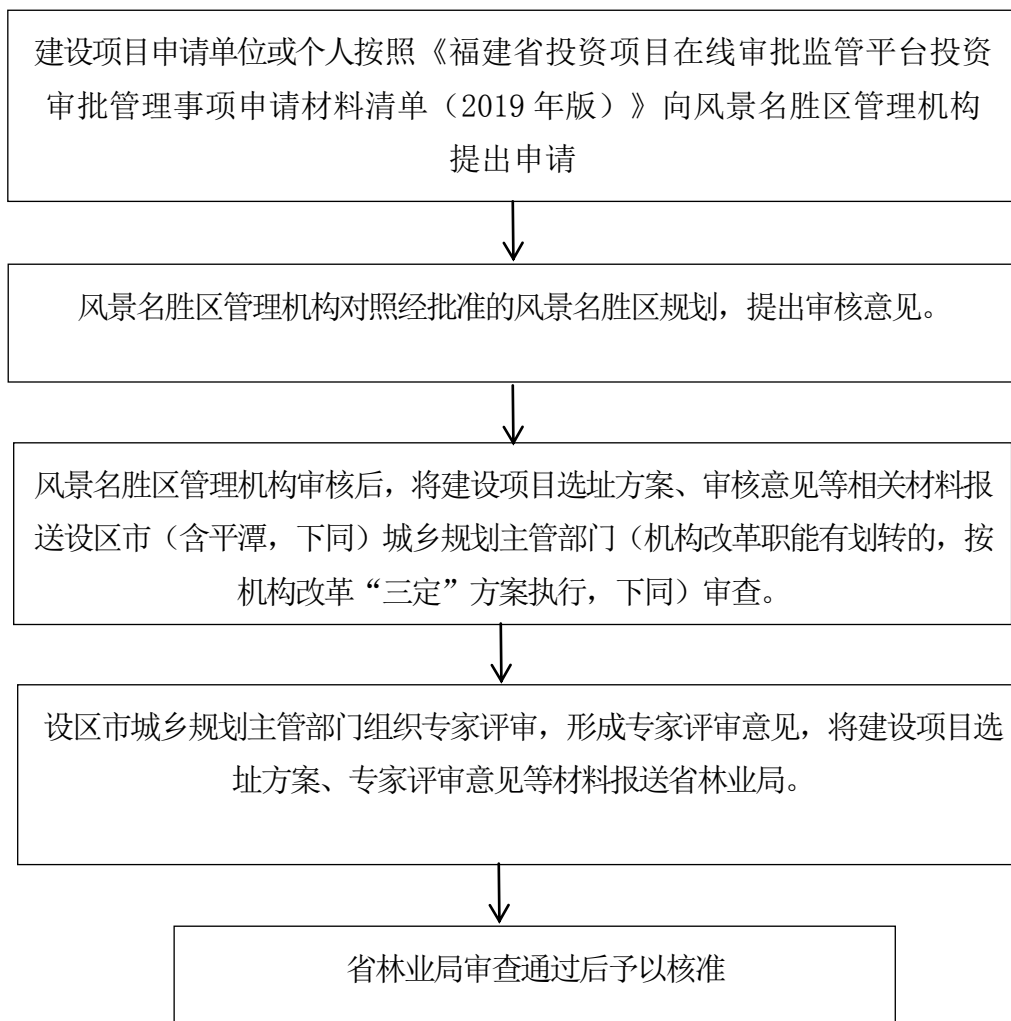 建设项目申请单位或个人按照《福建省投资项目在线审批监管平台投资
审批管理事项申请材料清单（2019 年版）》向风景名胜区管理机构
提出申请
风景名胜区管理机构对照经批准的风景名胜区规划，提出审核意见。
风景名胜区管理机构审核后，将建设项目选址方案、审核意见等相关材料报
送设区市（含平潭，下同）城乡规划主管部门（机构改革职能有划转的，按
机构改革“三定”方案执行，下同）审查。
设区市城乡规划主管部门组织专家评审，形成专家评审意见，将建设项目选
址方案、专家评审意见等材料报送省林业局。
省林业局审查通过后予以核准